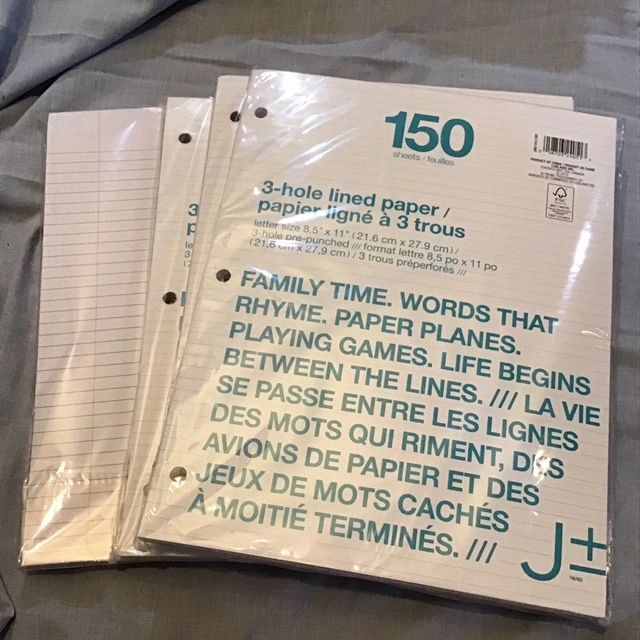 150
sheets / feuilles
3-hole lined paper /
papier ligné à 3 trous
letter size 8.5" x 11" (21.6 cm x 27.9 cm) /
3-hole pre-punched /// format lettre 8,5 po x 11 po
(21,6 cm x 27,9 cm) / 3 trous préperforés ///
FAMILY TIME. WORDS THAT
RHYME. PAPER PLANES.
PLAYING GAMES. LIFE BEGINS
BETWEEN THE LINES. /// LA VIE
SE PASSE ENTRE LES LIGNES
DES MOTS QUI RIMENT, DES
AVIONS DE PAPIER ET DES
JEUX DE MOTS CACHÉS
À MOITIÉ TERMINÉS. ///
J±
TM/MC
FSC